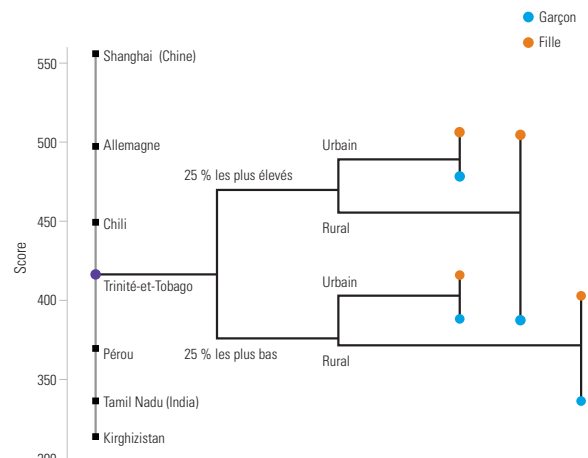 Garçon
Fille
Score
550
500
450
400
350
300
Shanghai (Chine)
Allemagne
Chili
Trinité-et-Tobago
Pérou
Tamil Nadu (India)
Kirghizistan
25 % les plus élevés
25 % les plus bas
Urbain
Rural
Urbain
Rural